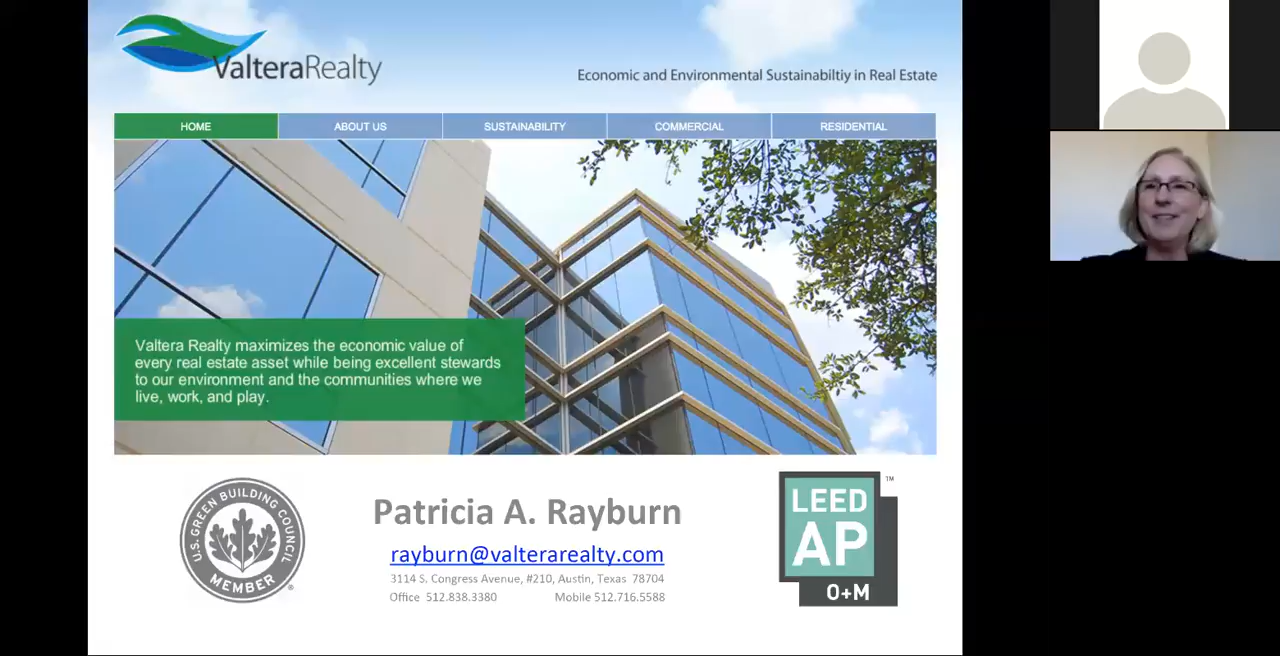 ValteraRealty
Economic and Environmental Sustainabiltiy in Real Estate
HOME
ABOUT US
SUSTAINABILITY
COMMERCIAL
RESIDENTIAL
Valtera Realty maximizes the economic value of
every real estate asset while being excellent stewards
to our environment and the communities where we
live, work, and play.
U.S. GREEN BUILDING COUNCIL
MEMBER
®
Patricia A. Rayburn
rayburn@valterarealty.com
3114 S. Congress Avenue, #210, Austin, Texas 78704
Office 512.838.3380 Mobile 512.716.5588
LEED
AP
O+M
™